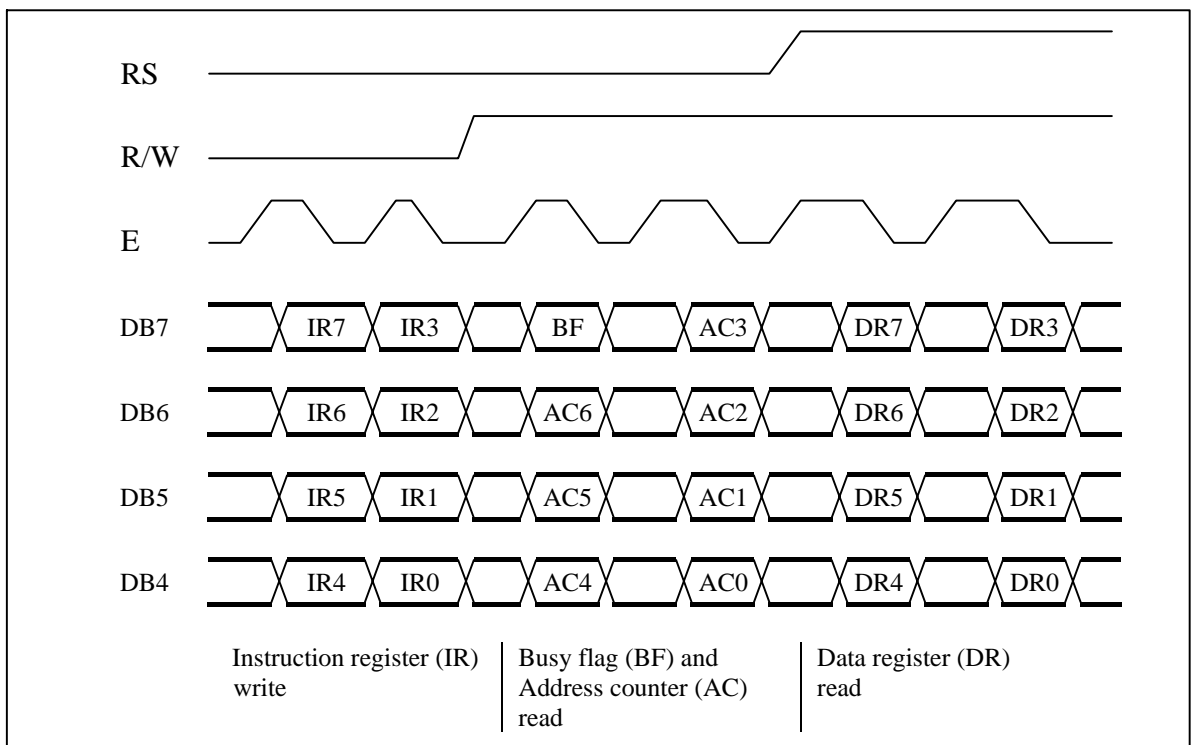 RS
R/W
E
DB7 IR7 IR3 BF AC3 DR7 DR3
DB6 IR6 IR2 AC6 AC2 DR6 DR2
DB5 IR5 IR1 AC5 AC1 DR5 DR1
DB4 IR4 IR0 AC4 AC0 DR4 DR0
Instruction register (IR)
write
Busy flag (BF) and
Address counter (AC)
read
Data register (DR)
read